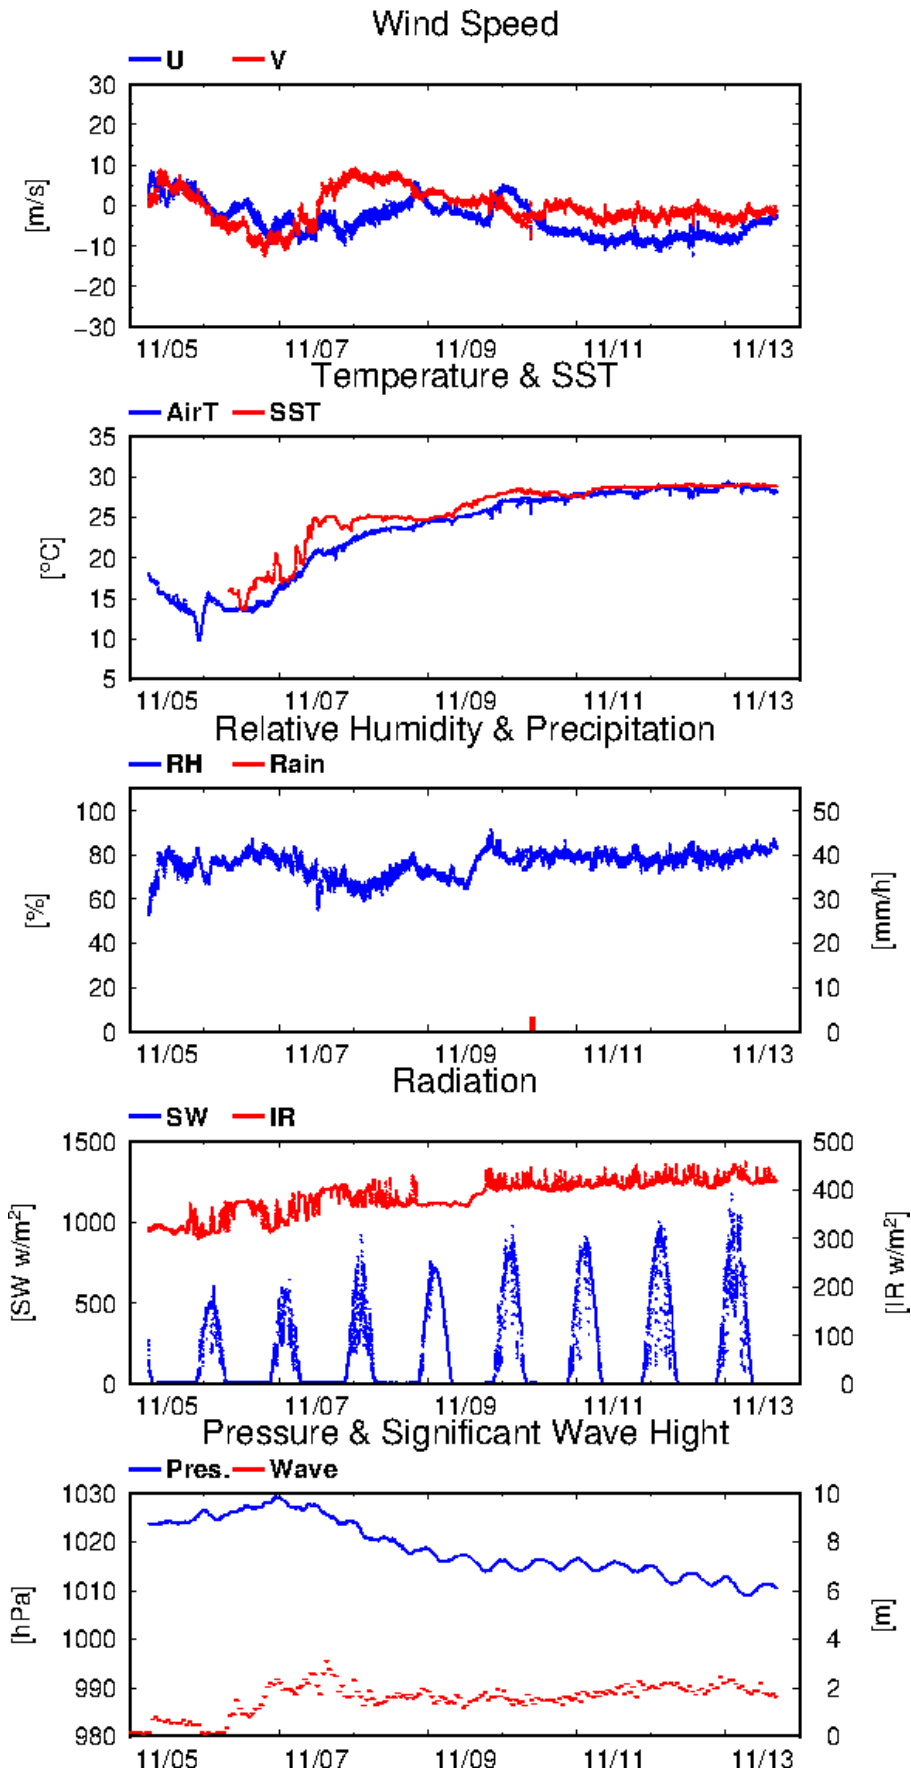 Wind Speed
U V
30
20
10
0
−10
−20
−30
[m/s]
11/05 11/07 11/09 11/11 11/13
Temperature & SST
AirT SST
35
30
25
20
15
10
5
[°C]
11/05 11/07 11/09 11/11 11/13
Relative Humidity & Precipitation
RH Rain
100 50
80 40
60 30
40 20
20 10
0 0
[%] [mm/h]
11/05 11/07 11/09 11/11 11/13
Radiation
SW IR
1500 500
400
1000
300
200
500
100
0 0
[SW w/m²] [IR w/m²]
11/05 11/07 11/09 11/11 11/13
Pressure & Significant Wave Hight
Pres. Wave
1030 10
1020 8
1010 6
1000 4
990 2
980 0
[hPa] [m]
11/05 11/07 11/09 11/11 11/13